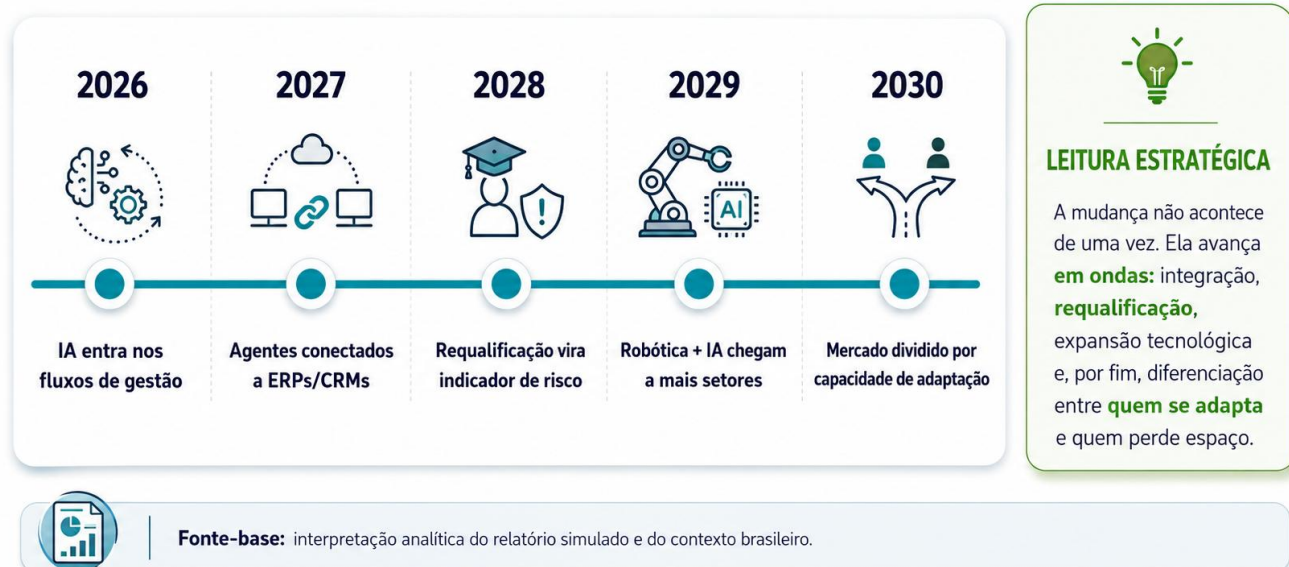 2026
2027
2028
2029
2030
AI
IA entra nos
fluxos de gestão
Agentes conectados
a ERPs/CRMs
Requalificação vira
indicador de risco
Robótica + IA chegam
a mais setores
Mercado dividido por
capacidade de adaptação
LEITURA ESTRATÉGICA
A mudança não acontece
de uma vez. Ela avança
em ondas: integração,
requalificação,
expansão tecnológica
e, por fim, diferenciação
entre quem se adapta
e quem perde espaço.
Fonte-base: interpretação analítica do relatório simulado e do contexto brasileiro.